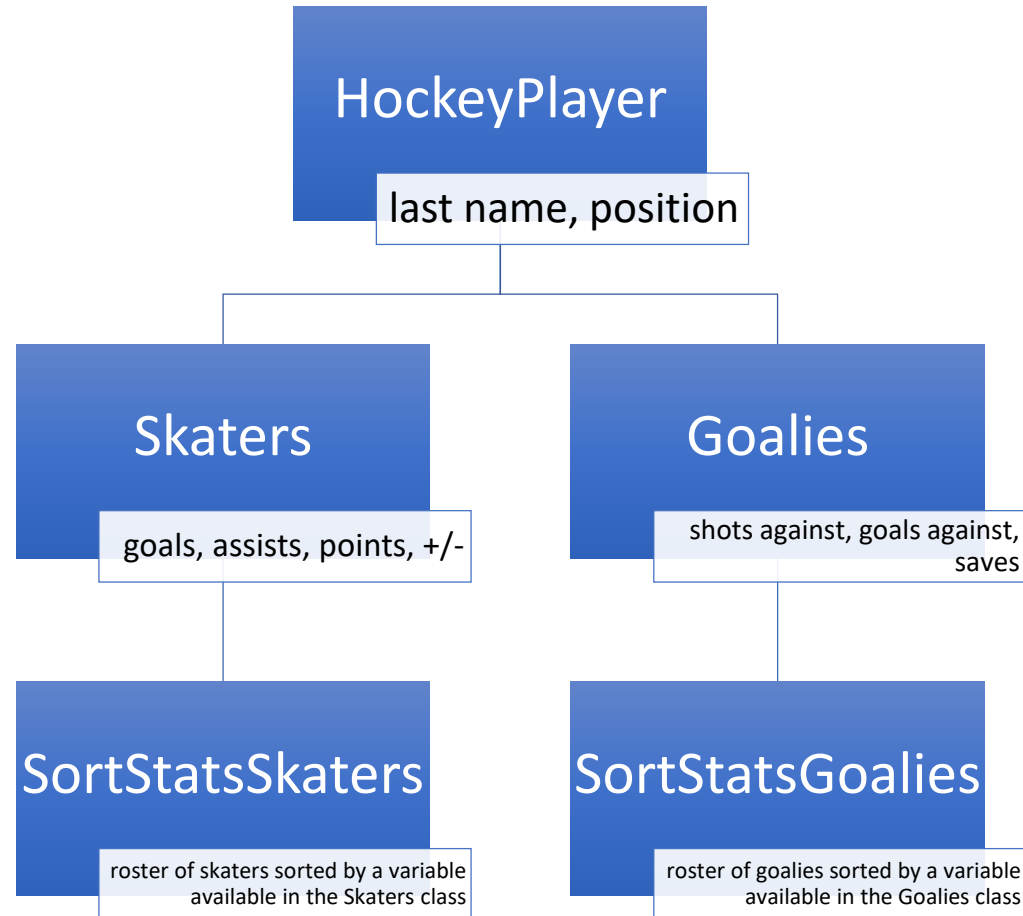 HockeyPlayer
last name, position
Skaters
goals, assists, points, +/-
Goalies
shots against, goals against,
saves
SortStatsSkaters
roster of skaters sorted by a variable
available in the Skaters class
SortStatsGoalies
roster of goalies sorted by a variable
available in the Goalies class